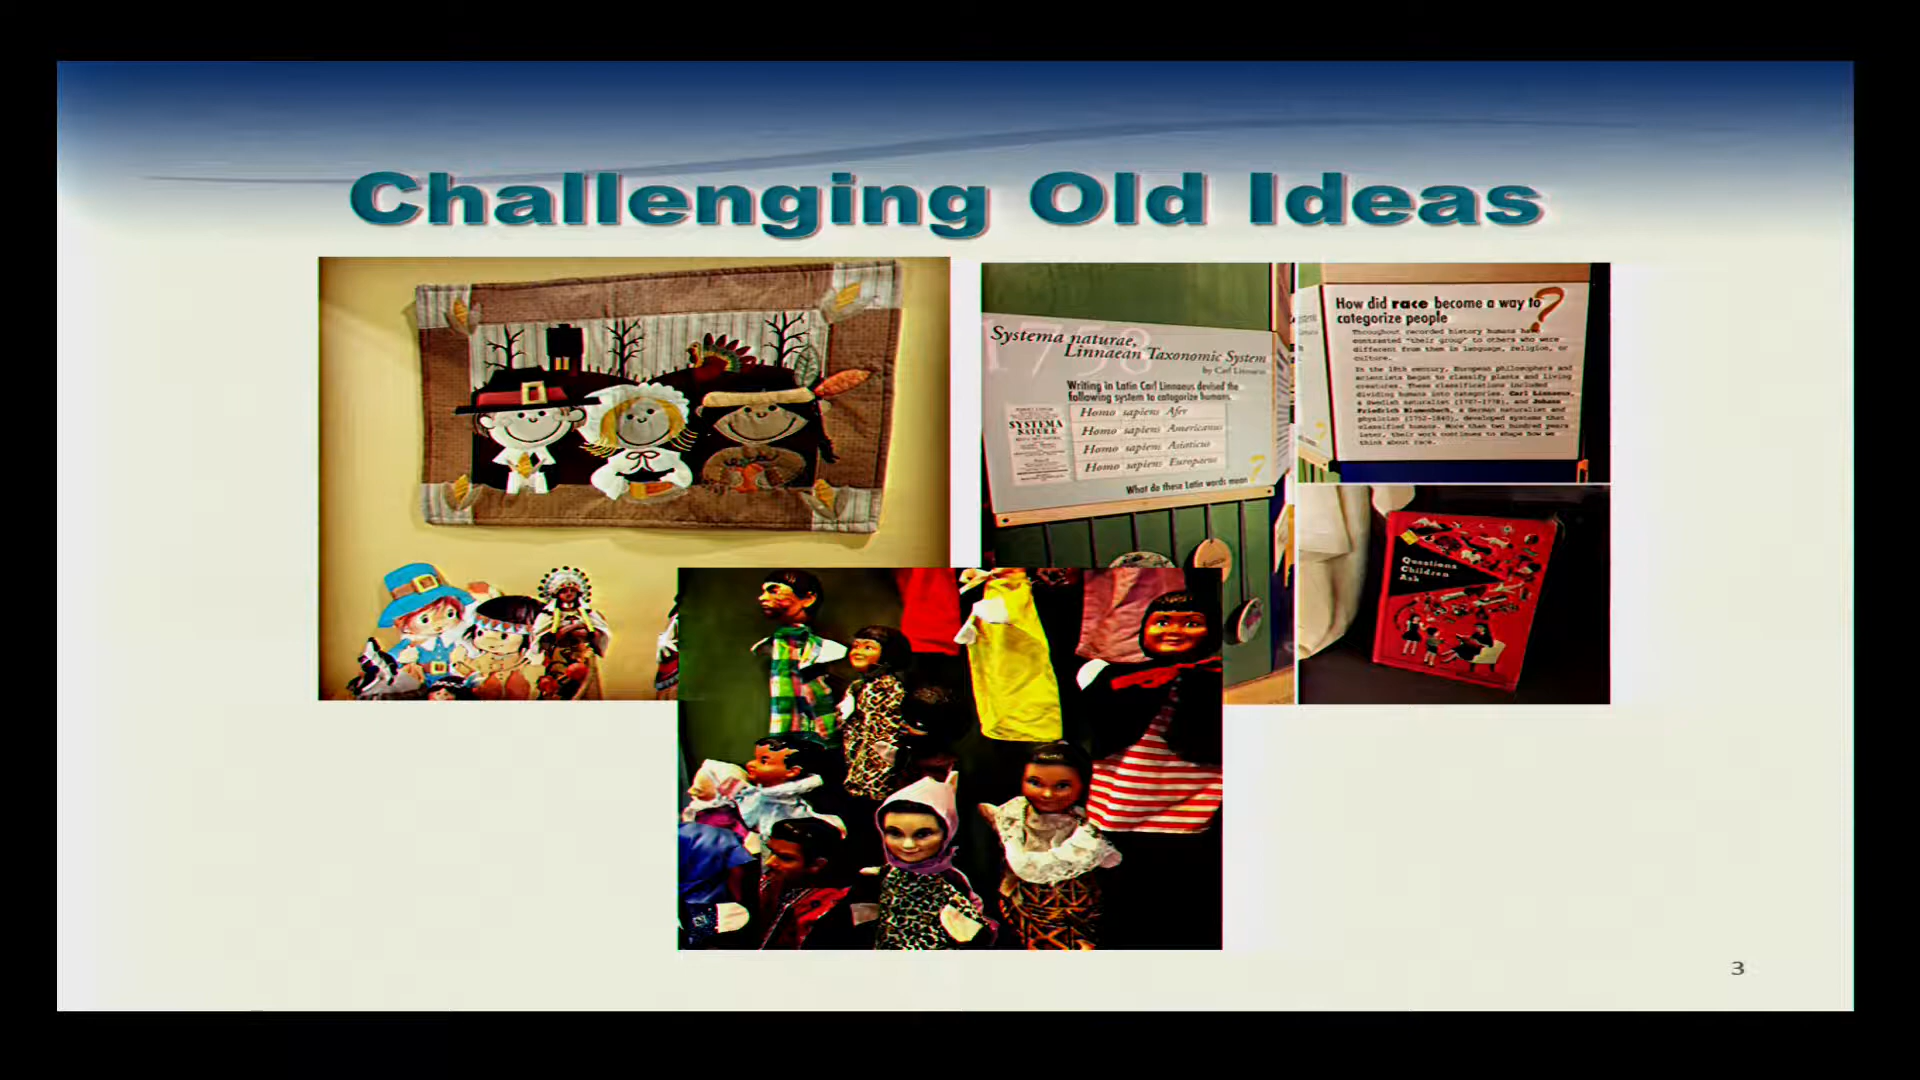 Challenging Old Ideas
1758
Systema naturae,
Linnaean Taxonomic System
by Carl Linnaeus
Writing in Latin Carl Linnaeus devised the
following system to categorize humans.
SYSTEMA
NATURÆ
Homo sapiens Afer
Homo sapiens Americanus
Homo sapiens Asiaticus
Homo sapiens Europaeus
What do these Latin words mean ?
How did race become a way to ?
categorize people
Throughout recorded history humans have
contrasted "their group" to others who were
different from them in language, religion, or
culture.
In the 18th century, European philosophers and
scientists began to classify plants and living
creatures. These classifications included
dividing humans into categories. Carl Linnaeus,
a Swedish naturalist (1707-1778), and Johann
Friedrich Blumenbach, a German naturalist and
physician (1752-1840), developed systems that
classified humans. More than two hundred years
later, their work continues to shape how we
think about race.
Questions
Children
Ask
3